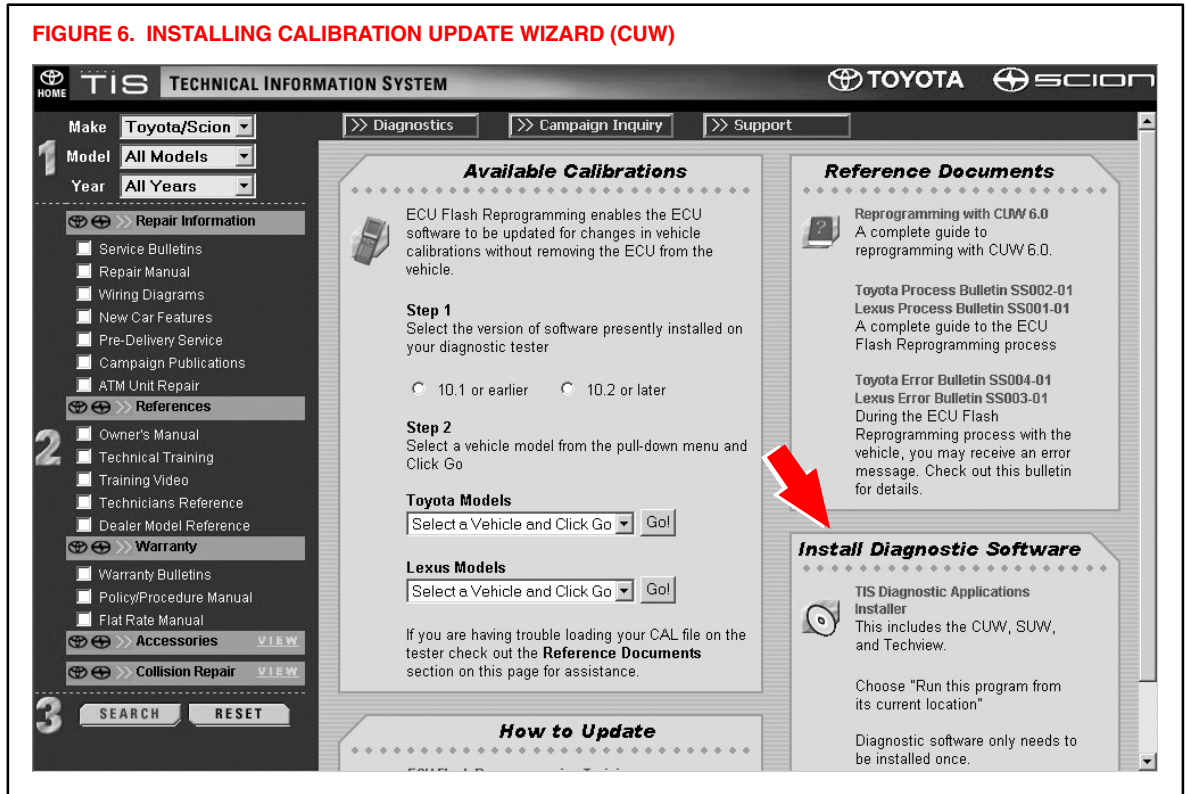 FIGURE 6. INSTALLING CALIBRATION UPDATE WIZARD (CUW)
HOME TIS TECHNICAL INFORMATION SYSTEM TOYOTA SCION
Make Toyota/Scion
1 Model All Models
Year All Years
>> Repair Information
Service Bulletins
Repair Manual
Wiring Diagrams
New Car Features
Pre-Delivery Service
Campaign Publications
ATM Unit Repair
>> References
2
Owner's Manual
Technical Training
Training Video
Technicians Reference
Dealer Model Reference
>> Warranty
Warranty Bulletins
Policy/Procedure Manual
Flat Rate Manual
>> Accessories VIEW
>> Collision Repair VIEW
3 SEARCH RESET
>> Diagnostics >> Campaign Inquiry >> Support
Available Calibrations
ECU Flash Reprogramming enables the ECU
software to be updated for changes in vehicle
calibrations without removing the ECU from the
vehicle.
Step 1
Select the version of software presently installed on
your diagnostic tester
10.1 or earlier 10.2 or later
Step 2
Select a vehicle model from the pull-down menu and
Click Go
Toyota Models
Select a Vehicle and Click Go Go!
Lexus Models
Select a Vehicle and Click Go Go!
If you are having trouble loading your CAL file on the
tester check out the Reference Documents
section on this page for assistance.
How to Update
Reference Documents
?
Reprogramming with CUW 6.0
A complete guide to
reprogramming with CUW 6.0.
Toyota Process Bulletin SS002-01
Lexus Process Bulletin SS001-01
A complete guide to the ECU
Flash Reprogramming process
Toyota Error Bulletin SS004-01
Lexus Error Bulletin SS003-01
During the ECU Flash
Reprogramming process with the
vehicle, you may receive an error
message. Check out this bulletin
for details.
Install Diagnostic Software
TIS Diagnostic Applications
Installer
This includes the CUW, SUW,
and Techview.
Choose "Run this program from
its current location"
Diagnostic software only needs to
be installed once.